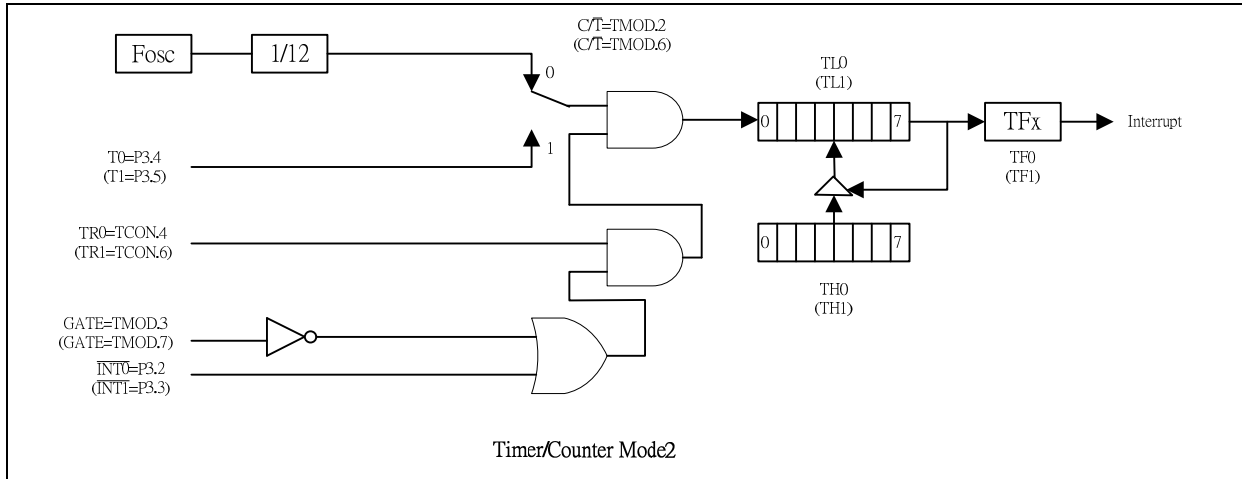 C/T̅=TMOD.2
(C/T̅=TMOD.6)
Fosc
1/12
0
1
T0=P3.4
(T1=P3.5)
TL0
(TL1)
0 7
TFx
Interrupt
TF0
(TF1)
TR0=TCON.4
(TR1=TCON.6)
0 7
TH0
(TH1)
GATE=TMOD.3
(GATE=TMOD.7)
I̅N̅T̅0̅=P3.2
(I̅N̅T̅1̅=P3.3)
Timer/Counter Mode2